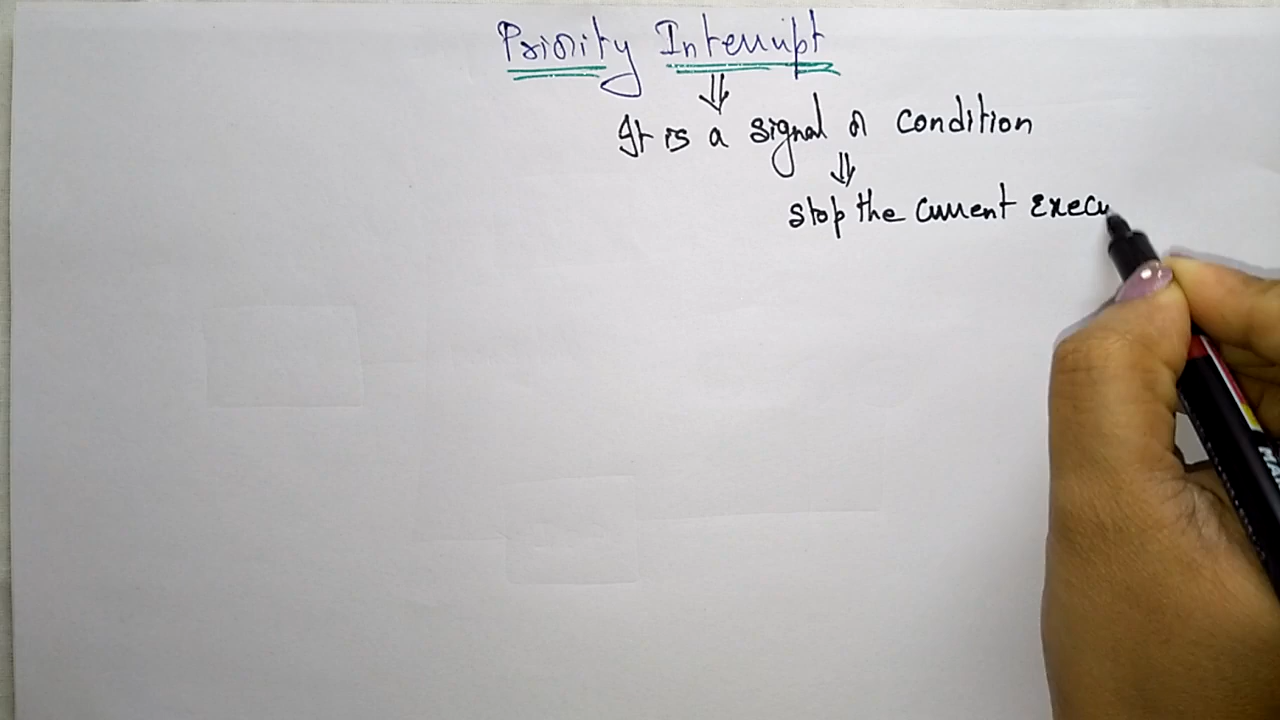 Priority Interrupt
⇓
It is a signal or condition
⇓
stop the current Execu